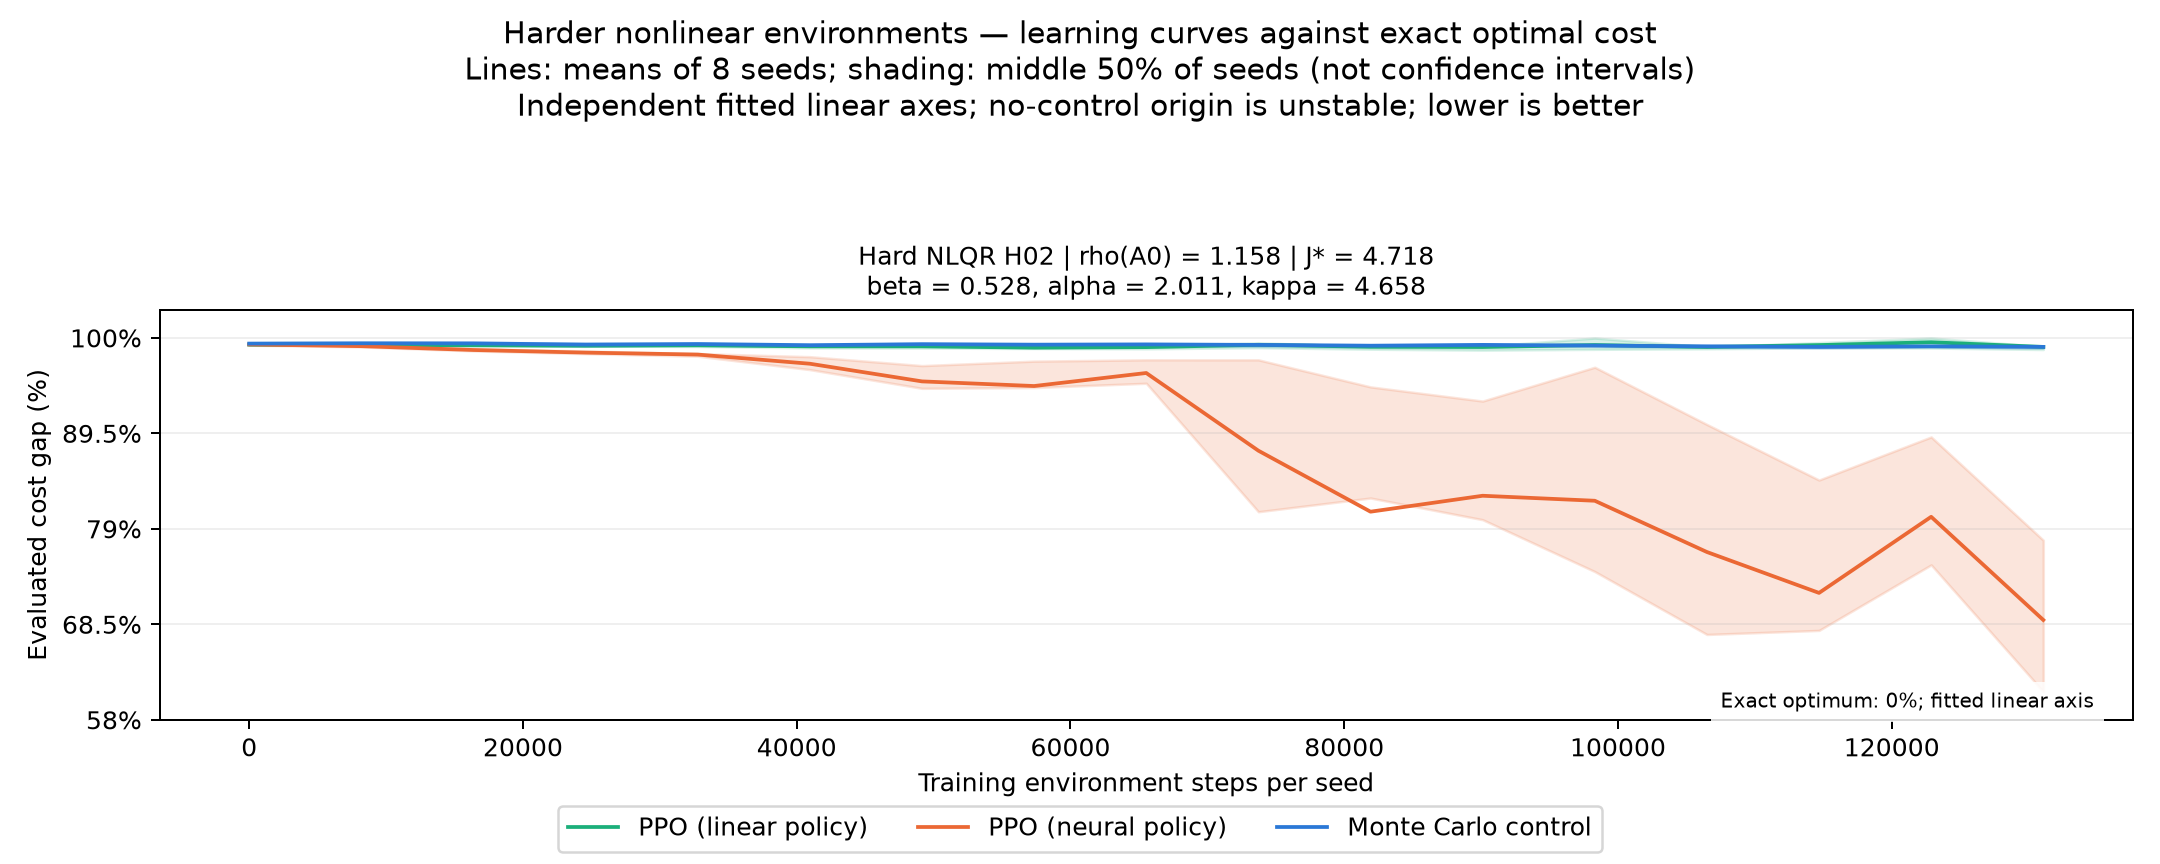 Harder nonlinear environments — learning curves against exact optimal cost
Lines: means of 8 seeds; shading: middle 50% of seeds (not confidence intervals)
Independent fitted linear axes; no-control origin is unstable; lower is better
Hard NLQR H02 | rho(A0) = 1.158 | J* = 4.718
beta = 0.528, alpha = 2.011, kappa = 4.658
Evaluated cost gap (%)
100%
89.5%
79%
68.5%
58%
Exact optimum: 0%; fitted linear axis
0 20000 40000 60000 80000 100000 120000
Training environment steps per seed
PPO (linear policy) PPO (neural policy) Monte Carlo control